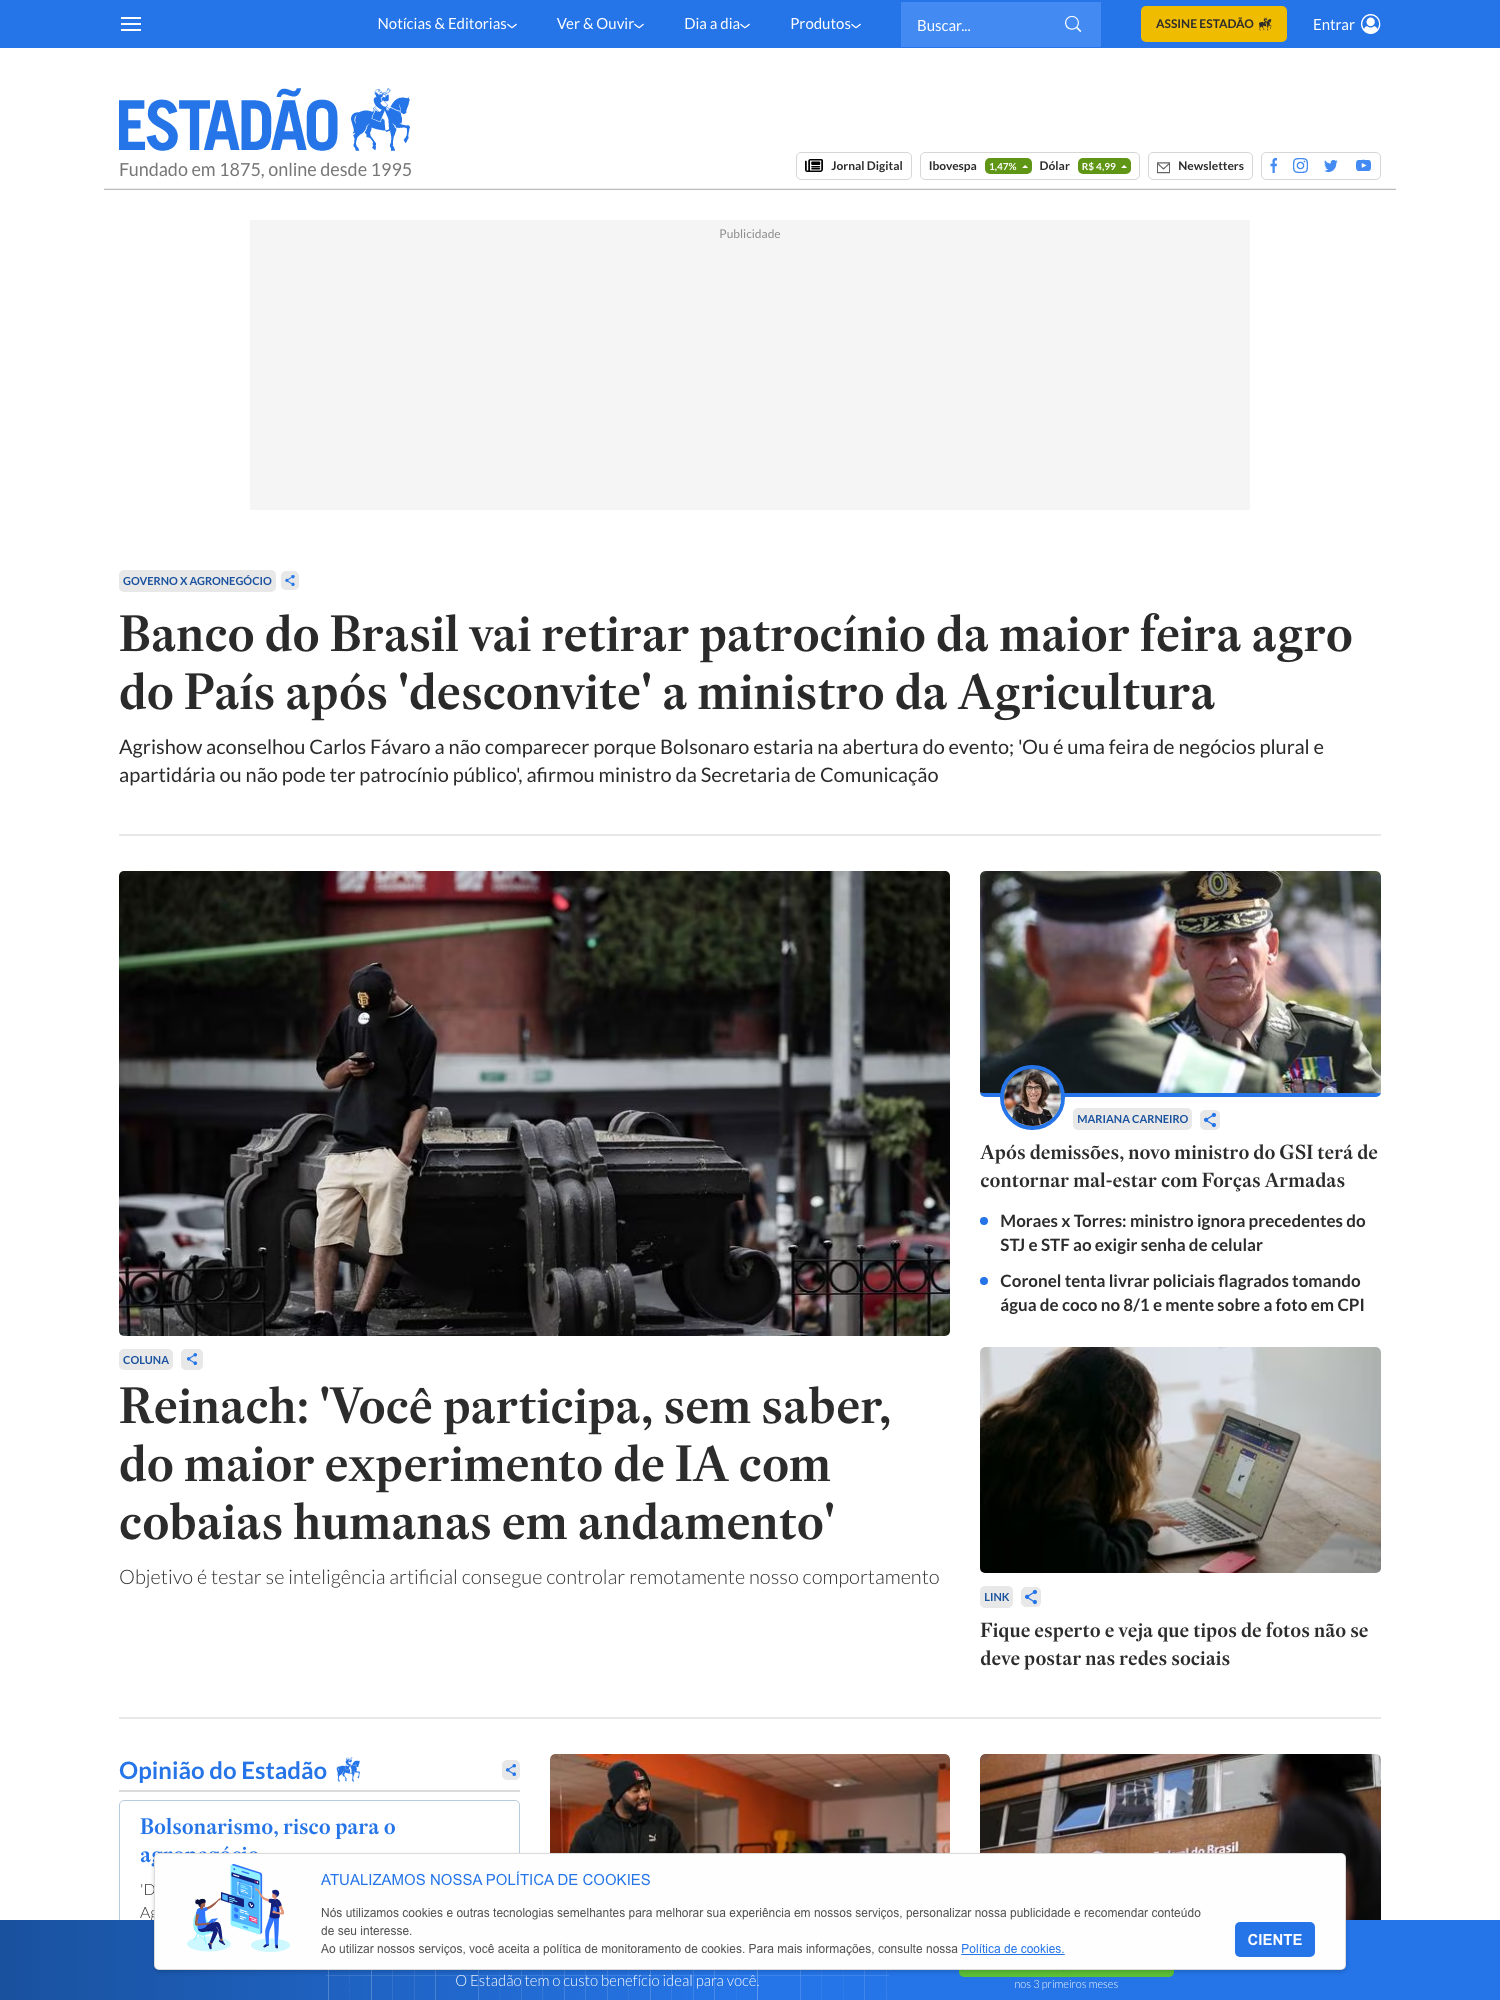 Notícias & Editorias
Ver & Ouvir
Dia a dia
Produtos
Buscar...
ASSINE ESTADÃO
Entrar
ESTADÃO
Fundado em 1875, online desde 1995
Jornal Digital
Ibovespa 1,47% Dólar R$ 4,99
Newsletters
Publicidade
GOVERNO X AGRONEGÓCIO
Banco do Brasil vai retirar patrocínio da maior feira agro
do País após 'desconvite' a ministro da Agricultura
Agrishow aconselhou Carlos Fávaro a não comparecer porque Bolsonaro estaria na abertura do evento; 'Ou é uma feira de negócios plural e
apartidária ou não pode ter patrocínio público', afirmou ministro da Secretaria de Comunicação
COLUNA
Reinach: 'Você participa, sem saber,
do maior experimento de IA com
cobaias humanas em andamento'
Objetivo é testar se inteligência artificial consegue controlar remotamente nosso comportamento
MARIANA CARNEIRO
Após demissões, novo ministro do GSI terá de
contornar mal-estar com Forças Armadas
Moraes x Torres: ministro ignora precedentes do
STJ e STF ao exigir senha de celular
Coronel tenta livrar policiais flagrados tomando
água de coco no 8/1 e mente sobre a foto em CPI
LINK
Fique esperto e veja que tipos de fotos não se
deve postar nas redes sociais
Opinião do Estadão
Bolsonarismo, risco para o
agronegócio
do Brasil
ATUALIZAMOS NOSSA POLÍTICA DE COOKIES
Nós utilizamos cookies e outras tecnologias semelhantes para melhorar sua experiência em nossos serviços, personalizar nossa publicidade e recomendar conteúdo
de seu interesse.
Ao utilizar nossos serviços, você aceita a política de monitoramento de cookies. Para mais informações, consulte nossa Política de cookies.
CIENTE
O Estadão tem o custo benefício ideal para você.
nos 3 primeiros meses